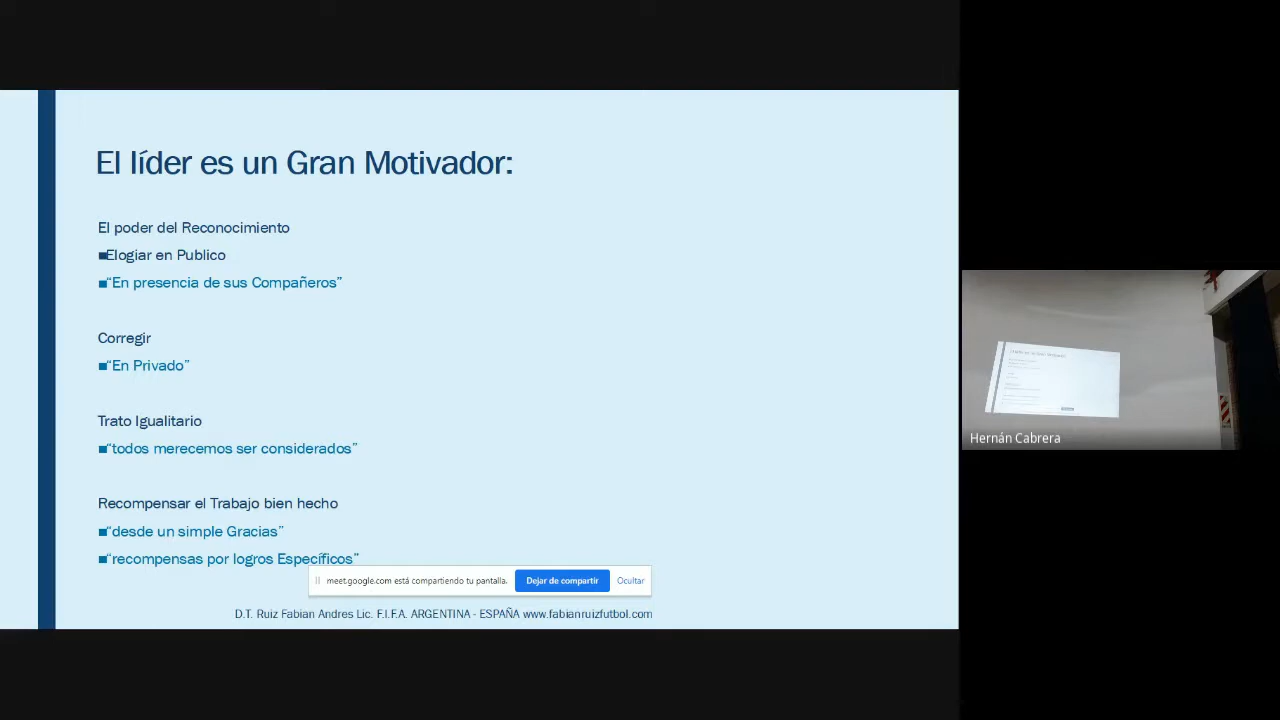 El líder es un Gran Motivador:
El poder del Reconocimiento
■Elogiar en Publico
■“En presencia de sus Compañeros”
Corregir
■“En Privado”
Trato Igualitario
■“todos merecemos ser considerados”
Recompensar el Trabajo bien hecho
■“desde un simple Gracias”
■“recompensas por logros Específicos”
meet.google.com está compartiendo tu pantalla.
Dejar de compartir
Ocultar
D.T. Ruiz Fabian Andres Lic. F.I.F.A. ARGENTINA - ESPAÑA www.fabianruizfutbol.com
Hernán Cabrera